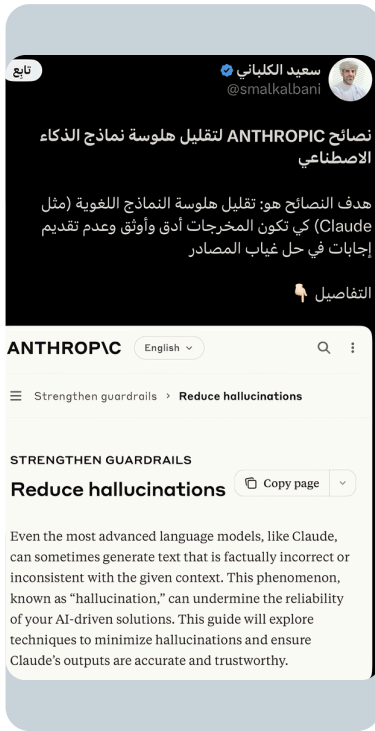 سعيد الكلباني
@smalkalbani
تابع
نصائح ANTHROPIC لتقليل هلوسة نماذج الذكاء
الاصطناعي
هدف النصائح هو: تقليل هلوسة النماذج اللغوية (مثل
Claude) كي تكون المخرجات أدق وأوثق وعدم تقديم
إجابات في حل غياب المصادر
التفاصيل 👇🏻
ANTHROP\C
English
Strengthen guardrails › Reduce hallucinations
STRENGTHEN GUARDRAILS
Reduce hallucinations
Copy page
Even the most advanced language models, like Claude,
can sometimes generate text that is factually incorrect or
inconsistent with the given context. This phenomenon,
known as “hallucination,” can undermine the reliability
of your AI-driven solutions. This guide will explore
techniques to minimize hallucinations and ensure
Claude’s outputs are accurate and trustworthy.